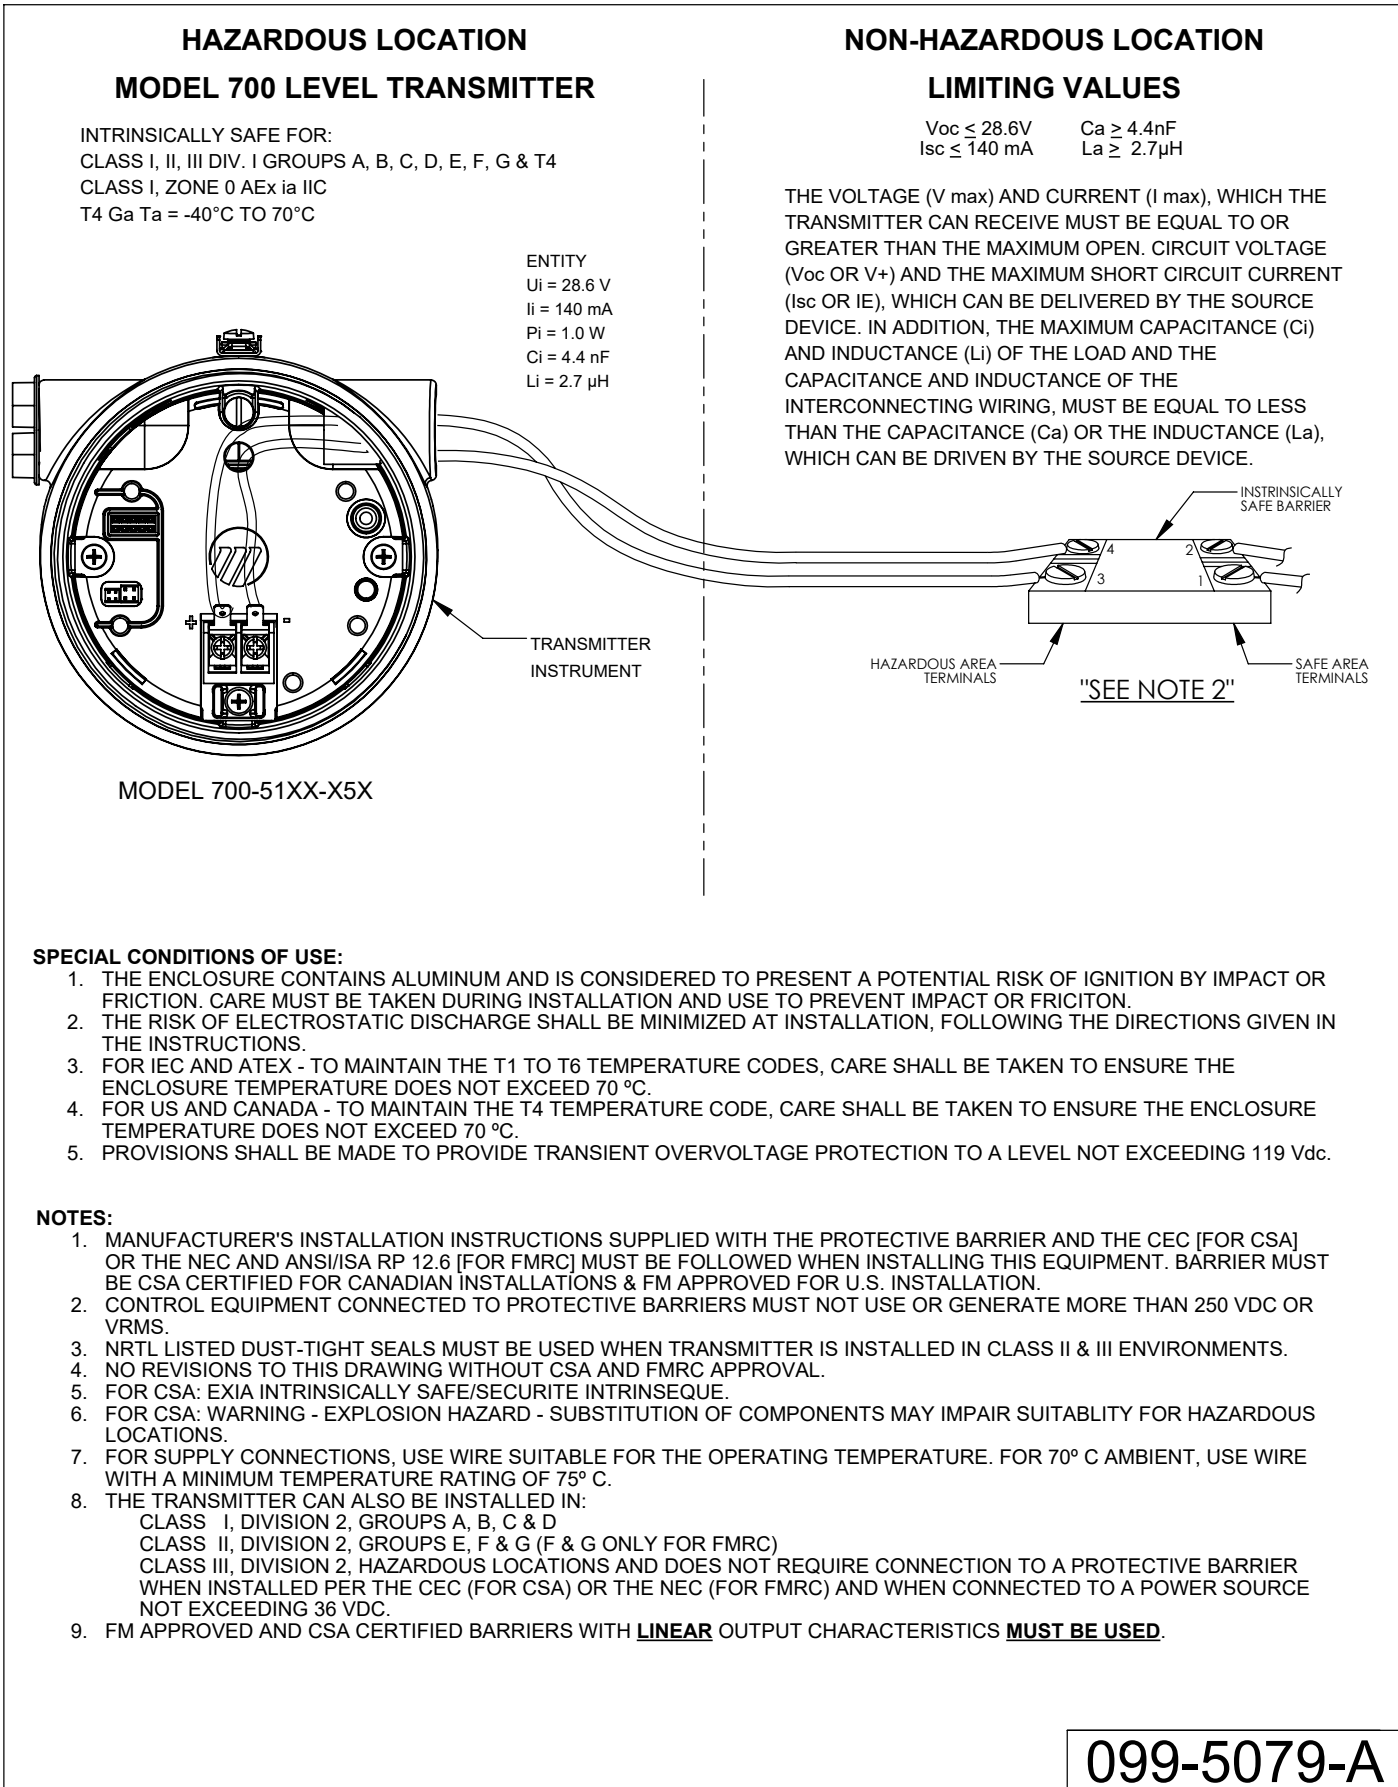 HAZARDOUS LOCATION
MODEL 700 LEVEL TRANSMITTER
INTRINSICALLY SAFE FOR:
CLASS I, II, III DIV. I GROUPS A, B, C, D, E, F, G & T4
CLASS I, ZONE 0 AEx ia IIC
T4 Ga Ta = -40°C TO 70°C
ENTITY
Ui = 28.6 V
Ii = 140 mA
Pi = 1.0 W
Ci = 4.4 nF
Li = 2.7 µH
+
-
TRANSMITTER
INSTRUMENT
MODEL 700-51XX-X5X
NON-HAZARDOUS LOCATION
LIMITING VALUES
Voc ≤ 28.6V Ca ≥ 4.4nF
Isc ≤ 140 mA La ≥ 2.7µH
THE VOLTAGE (V max) AND CURRENT (I max), WHICH THE
TRANSMITTER CAN RECEIVE MUST BE EQUAL TO OR
GREATER THAN THE MAXIMUM OPEN. CIRCUIT VOLTAGE
(Voc OR V+) AND THE MAXIMUM SHORT CIRCUIT CURRENT
(Isc OR IE), WHICH CAN BE DELIVERED BY THE SOURCE
DEVICE. IN ADDITION, THE MAXIMUM CAPACITANCE (Ci)
AND INDUCTANCE (Li) OF THE LOAD AND THE
CAPACITANCE AND INDUCTANCE OF THE
INTERCONNECTING WIRING, MUST BE EQUAL TO LESS
THAN THE CAPACITANCE (Ca) OR THE INDUCTANCE (La),
WHICH CAN BE DRIVEN BY THE SOURCE DEVICE.
INSTRINSICALLY
SAFE BARRIER
4 2
3 1
HAZARDOUS AREA
TERMINALS
SAFE AREA
TERMINALS
"SEE NOTE 2"
SPECIAL CONDITIONS OF USE:
1. THE ENCLOSURE CONTAINS ALUMINUM AND IS CONSIDERED TO PRESENT A POTENTIAL RISK OF IGNITION BY IMPACT OR
FRICTION. CARE MUST BE TAKEN DURING INSTALLATION AND USE TO PREVENT IMPACT OR FRICITON.
2. THE RISK OF ELECTROSTATIC DISCHARGE SHALL BE MINIMIZED AT INSTALLATION, FOLLOWING THE DIRECTIONS GIVEN IN
THE INSTRUCTIONS.
3. FOR IEC AND ATEX - TO MAINTAIN THE T1 TO T6 TEMPERATURE CODES, CARE SHALL BE TAKEN TO ENSURE THE
ENCLOSURE TEMPERATURE DOES NOT EXCEED 70 ºC.
4. FOR US AND CANADA - TO MAINTAIN THE T4 TEMPERATURE CODE, CARE SHALL BE TAKEN TO ENSURE THE ENCLOSURE
TEMPERATURE DOES NOT EXCEED 70 ºC.
5. PROVISIONS SHALL BE MADE TO PROVIDE TRANSIENT OVERVOLTAGE PROTECTION TO A LEVEL NOT EXCEEDING 119 Vdc.
NOTES:
1. MANUFACTURER'S INSTALLATION INSTRUCTIONS SUPPLIED WITH THE PROTECTIVE BARRIER AND THE CEC [FOR CSA]
OR THE NEC AND ANSI/ISA RP 12.6 [FOR FMRC] MUST BE FOLLOWED WHEN INSTALLING THIS EQUIPMENT. BARRIER MUST
BE CSA CERTIFIED FOR CANADIAN INSTALLATIONS & FM APPROVED FOR U.S. INSTALLATION.
2. CONTROL EQUIPMENT CONNECTED TO PROTECTIVE BARRIERS MUST NOT USE OR GENERATE MORE THAN 250 VDC OR
VRMS.
3. NRTL LISTED DUST-TIGHT SEALS MUST BE USED WHEN TRANSMITTER IS INSTALLED IN CLASS II & III ENVIRONMENTS.
4. NO REVISIONS TO THIS DRAWING WITHOUT CSA AND FMRC APPROVAL.
5. FOR CSA: EXIA INTRINSICALLY SAFE/SECURITE INTRINSEQUE.
6. FOR CSA: WARNING - EXPLOSION HAZARD - SUBSTITUTION OF COMPONENTS MAY IMPAIR SUITABLITY FOR HAZARDOUS
LOCATIONS.
7. FOR SUPPLY CONNECTIONS, USE WIRE SUITABLE FOR THE OPERATING TEMPERATURE. FOR 70º C AMBIENT, USE WIRE
WITH A MINIMUM TEMPERATURE RATING OF 75º C.
8. THE TRANSMITTER CAN ALSO BE INSTALLED IN:
CLASS I, DIVISION 2, GROUPS A, B, C & D
CLASS II, DIVISION 2, GROUPS E, F & G (F & G ONLY FOR FMRC)
CLASS III, DIVISION 2, HAZARDOUS LOCATIONS AND DOES NOT REQUIRE CONNECTION TO A PROTECTIVE BARRIER
WHEN INSTALLED PER THE CEC (FOR CSA) OR THE NEC (FOR FMRC) AND WHEN CONNECTED TO A POWER SOURCE
NOT EXCEEDING 36 VDC.
9. FM APPROVED AND CSA CERTIFIED BARRIERS WITH LINEAR OUTPUT CHARACTERISTICS MUST BE USED.
099-5079-A